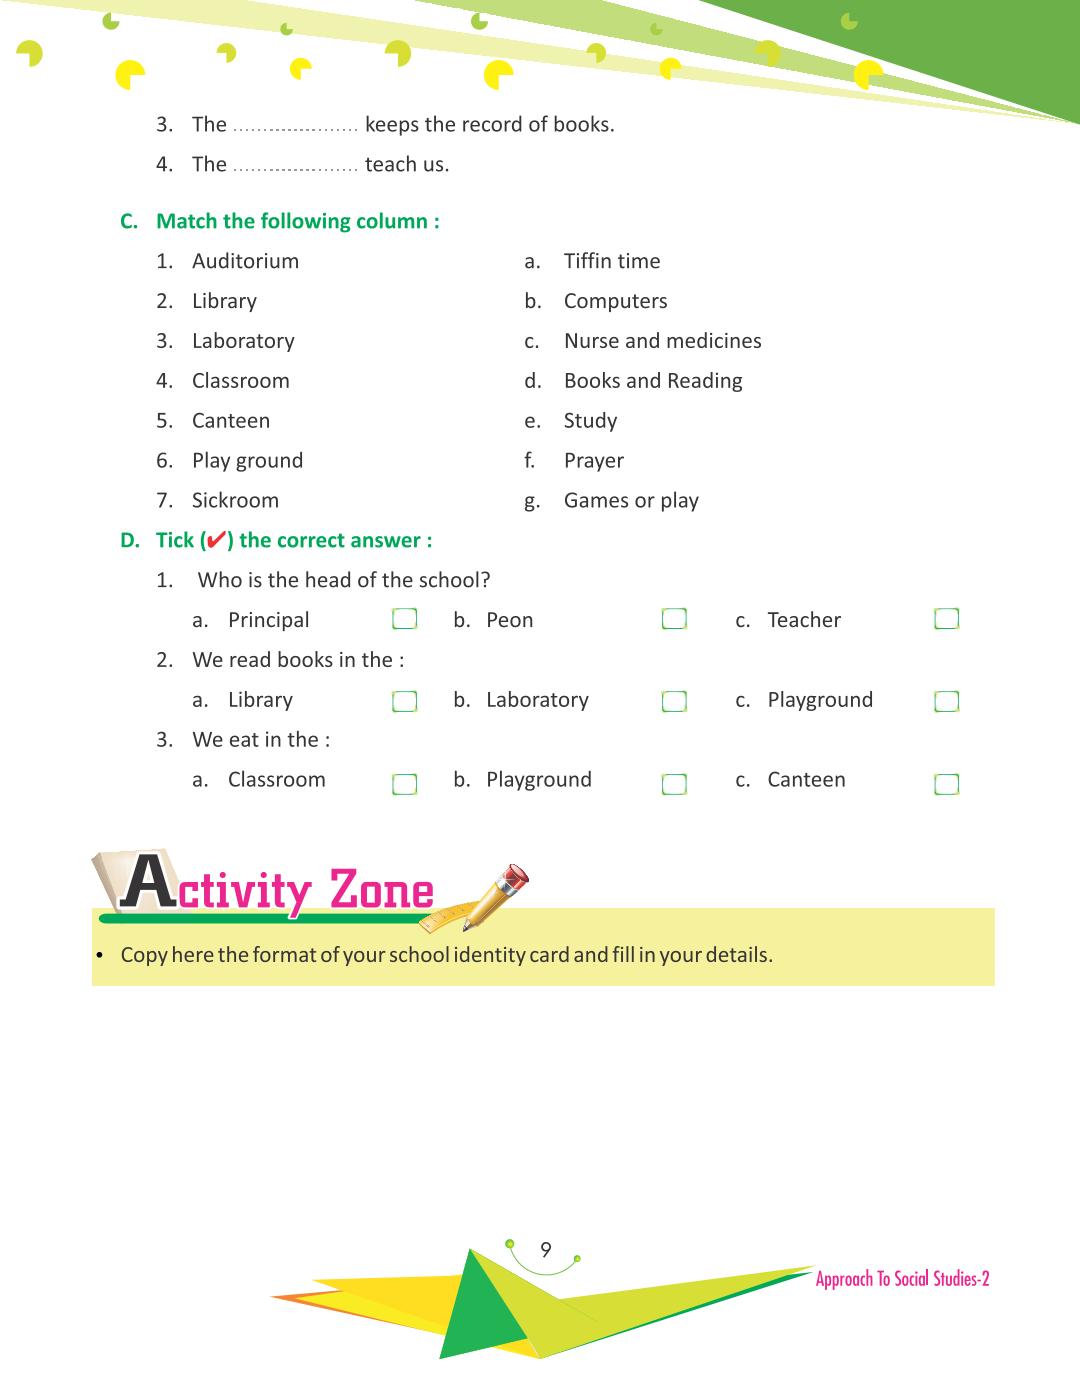 3. The ..................... keeps the record of books.
4. The ..................... teach us.
C. Match the following column :
1. Auditorium a. Tiffin time
2. Library b. Computers
3. Laboratory c. Nurse and medicines
4. Classroom d. Books and Reading
5. Canteen e. Study
6. Play ground f. Prayer
7. Sickroom g. Games or play
D. Tick (✔) the correct answer :
1. Who is the head of the school?
a. Principal b. Peon c. Teacher
2. We read books in the :
a. Library b. Laboratory c. Playground
3. We eat in the :
a. Classroom b. Playground c. Canteen
Activity Zone
• Copy here the format of your school identity card and fill in your details.
9
Approach To Social Studies-2